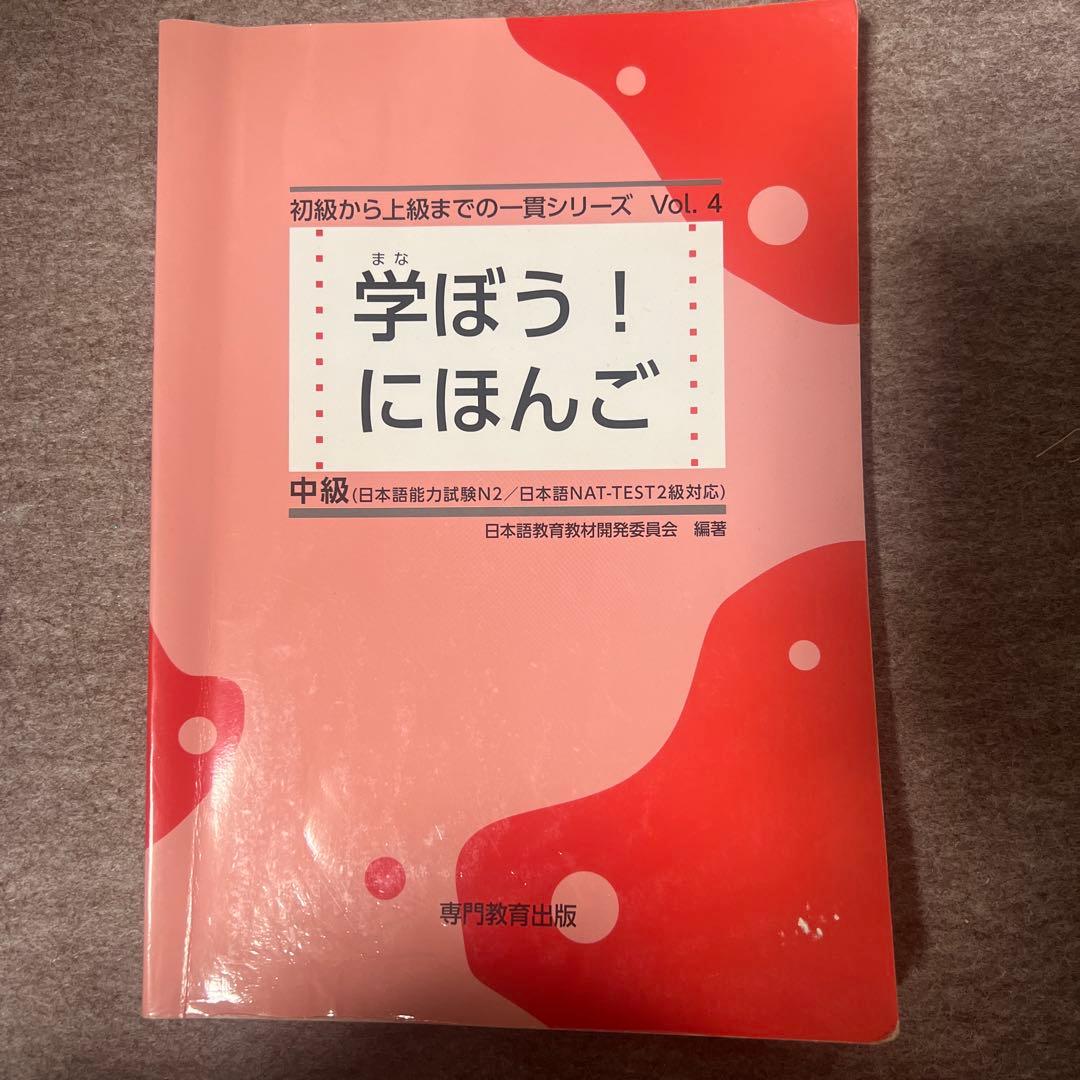 初級から上級までの一貫シリーズ Vol. 4
まな
学ぼう！
にほんご
中級(日本語能力試験N2／日本語NAT-TEST2級対応)
日本語教育教材開発委員会　編著
専門教育出版